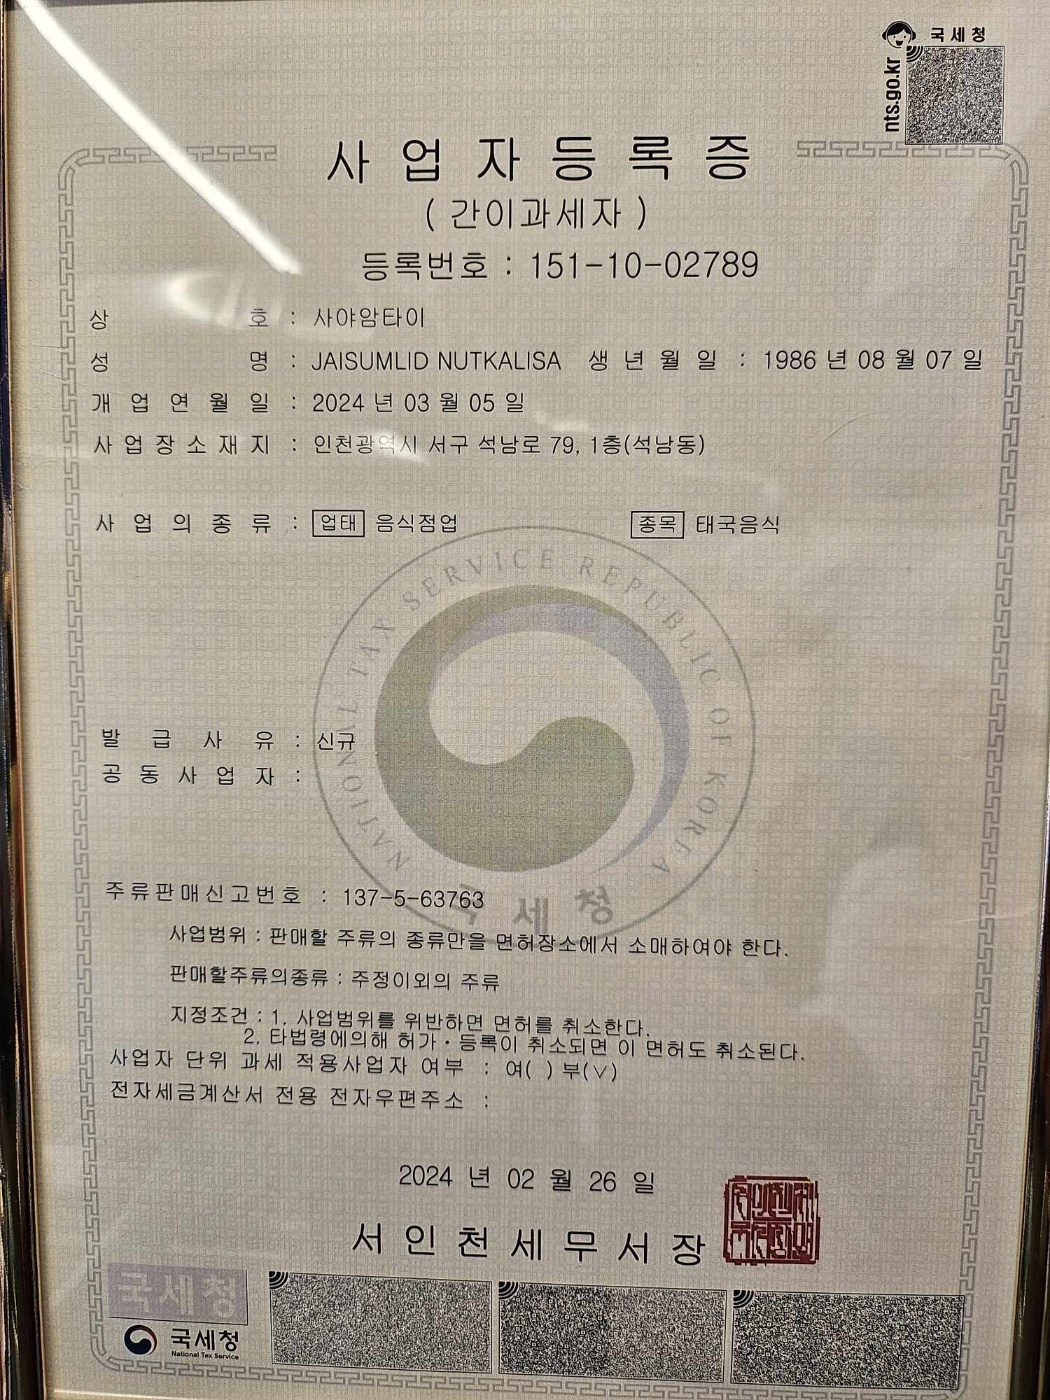 국세청
nts.go.kr
사업자등록증
( 간이과세자 )
등록번호 : 151-10-02789
상 호 : 사야암타이
성 명 : JAISUMLID NUTKALISA 생 년 월 일 : 1986 년 08 월 07 일
개 업 연 월 일 : 2024 년 03 월 05 일
사 업 장 소 재 지 : 인천광역시 서구 석남로 79, 1층(석남동)
사 업 의 종 류 : 업태 음식점업 종목 태국음식
NATIONAL TAX SERVICE REPUBLIC OF KOREA
발 급 사 유 : 신규
공 동 사 업 자 :
주류판매신고번호 : 137-5-63763
국세청
사업범위 : 판매할 주류의 종류만을 면허장소에서 소매하여야 한다.
판매할주류의종류 : 주정이외의 주류
지정조건 : 1. 사업범위를 위반하면 면허를 취소한다.
2. 타법령에의해 허가·등록이 취소되면 이 면허도 취소된다.
사업자 단위 과세 적용사업자 여부 : 여( ) 부(∨)
전자세금계산서 전용 전자우편주소 :
2024 년 02 월 26 일
서인천세무서장
국세청
국세청
National Tax Service